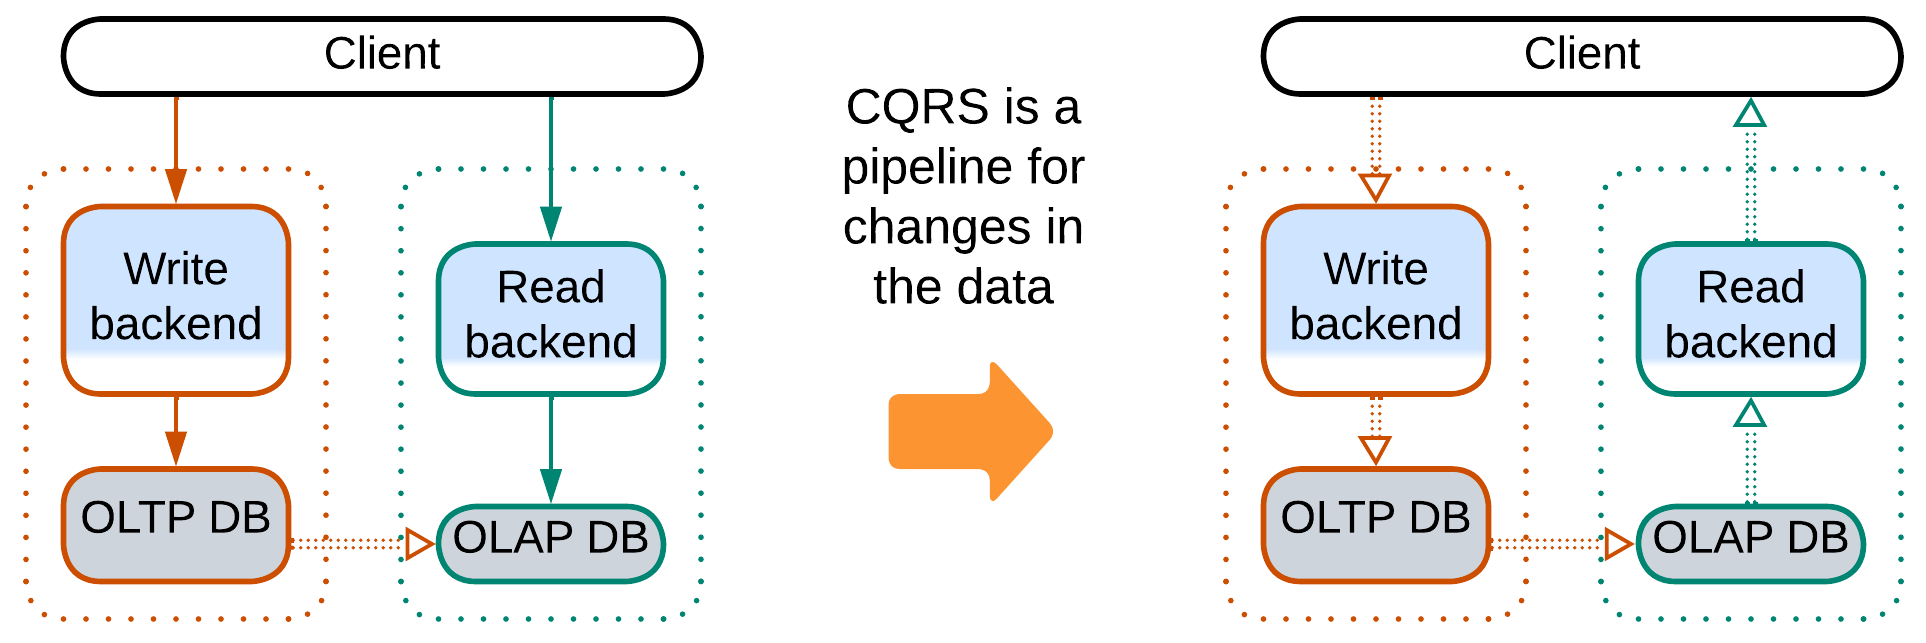 Client
Write
backend
Read
backend
OLTP DB
OLAP DB
CQRS is a
pipeline for
changes in
the data
Client
Write
backend
Read
backend
OLTP DB
OLAP DB